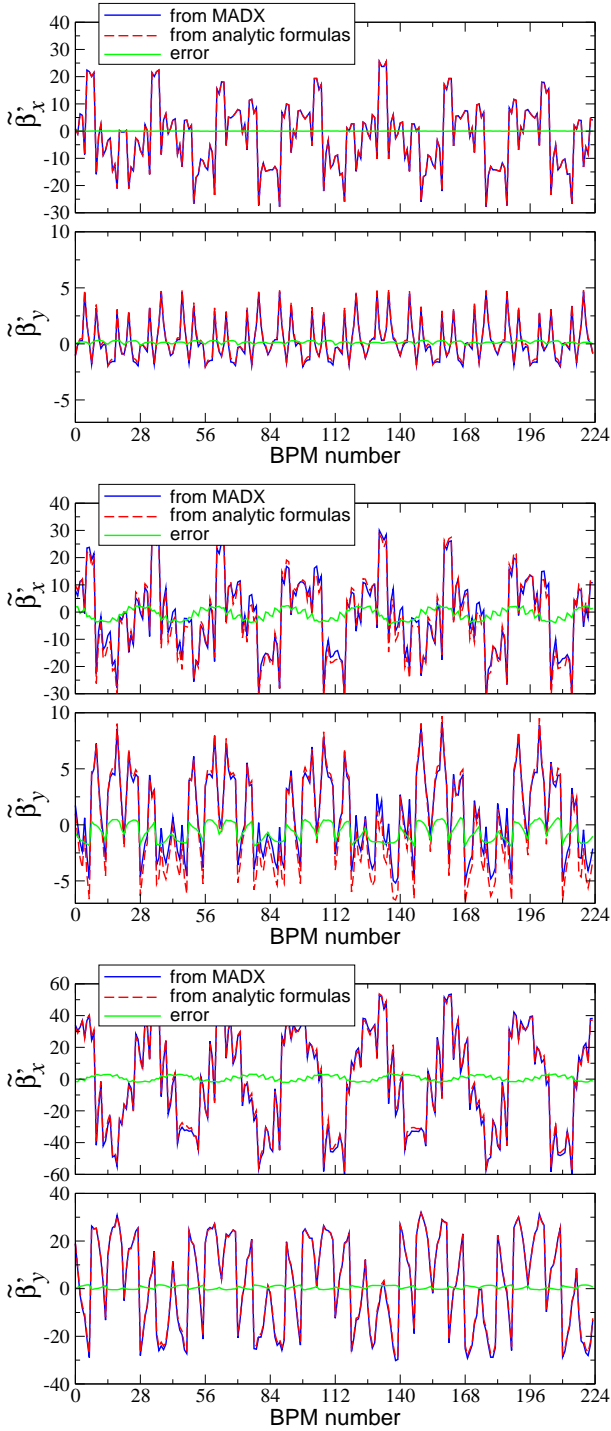 from MADX
from analytic formulas
error
40
30
20
10
0
-10
-20
-30
β̃'x
10
5
0
-5
β̃'y
0 28 56 84 112 140 168 196 224
BPM number
from MADX
from analytic formulas
error
40
30
20
10
0
-10
-20
-30
β̃'x
10
5
0
-5
β̃'y
0 28 56 84 112 140 168 196 224
BPM number
from MADX
from analytic formulas
error
60
40
20
0
-20
-40
-60
β̃'x
40
20
0
-20
-40
β̃'y
0 28 56 84 112 140 168 196 224
BPM number